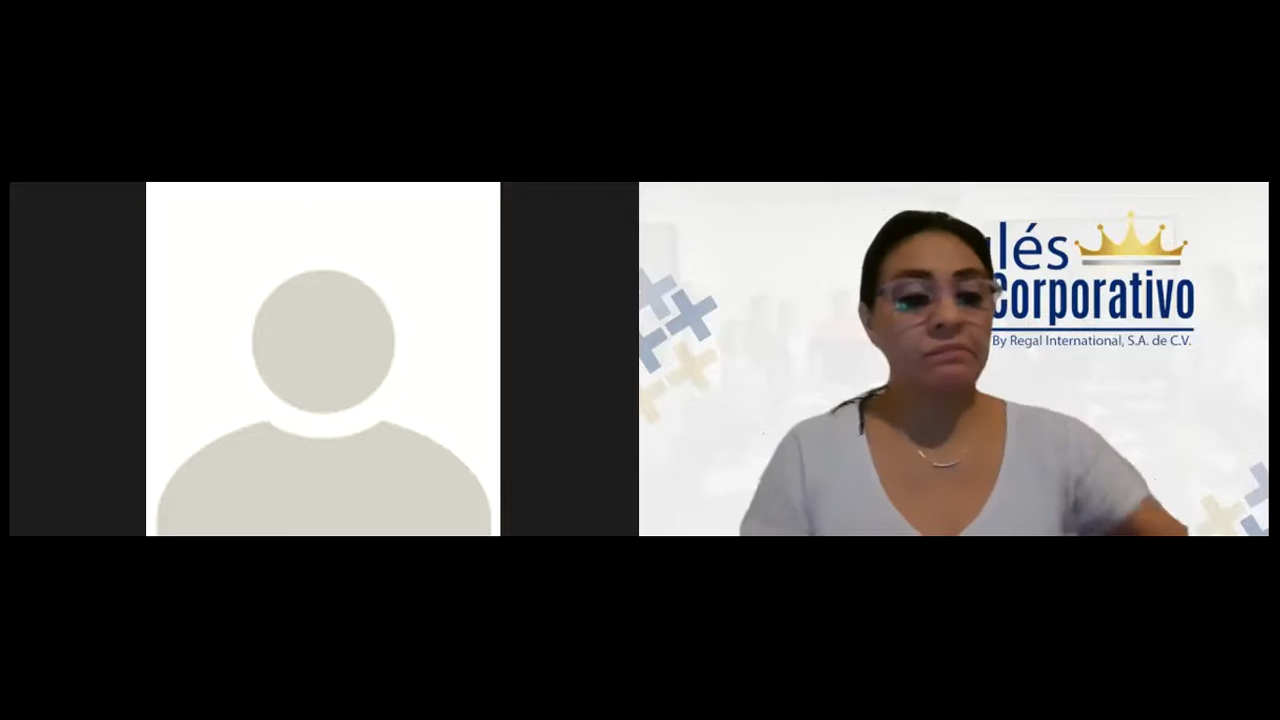 lés
Corporativo
By Regal International, S.A. de C.V.